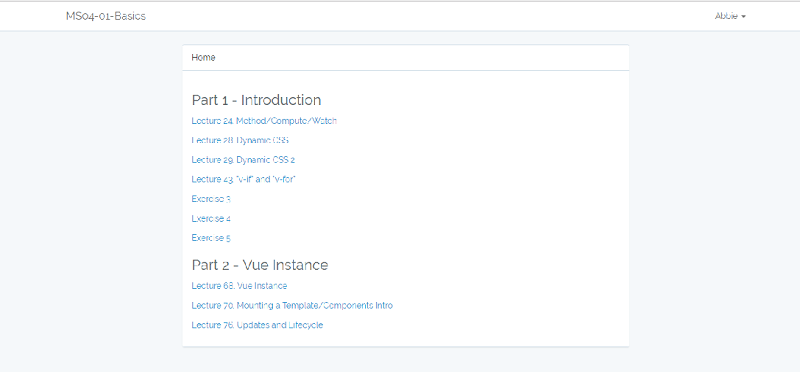 MS04-01-Basics
Abbie
Home
Part 1 - Introduction
Lecture 24. Method/Compute/Watch
Lecture 28. Dynamic CSS
Lecture 29. Dynamic CSS 2
Lecture 43. "v-if" and "v-for"
Exercise 3
Exercise 4
Exercise 5
Part 2 - Vue Instance
Lecture 68. Vue Instance
Lecture 70. Mounting a Template/Components Intro
Lecture 76. Updates and Lifecycle